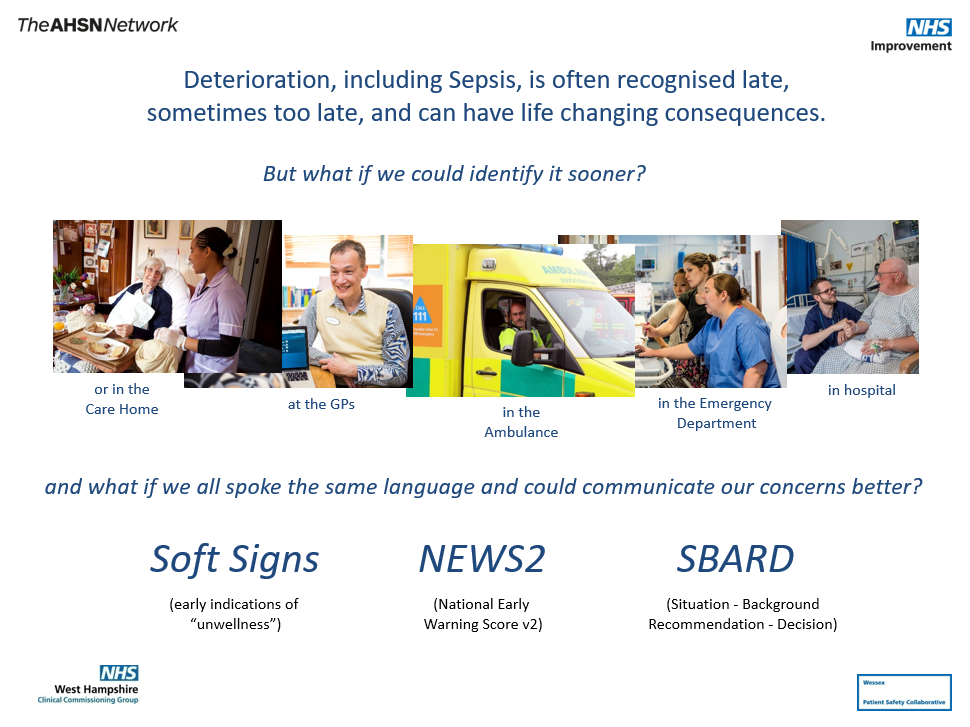 TheAHSNNetwork
NHS
Improvement
Deterioration, including Sepsis, is often recognised late,
sometimes too late, and can have life changing consequences.
But what if we could identify it sooner?
AMBULANCE
111
or in the
Care Home
at the GPs
in the
Ambulance
in the Emergency
Department
in hospital
and what if we all spoke the same language and could communicate our concerns better?
Soft Signs
NEWS2
SBARD
(early indications of
“unwellness”)
(National Early
Warning Score v2)
(Situation - Background
Recommendation - Decision)
NHS
West Hampshire
Clinical Commissioning Group
Wessex
Patient Safety Collaborative